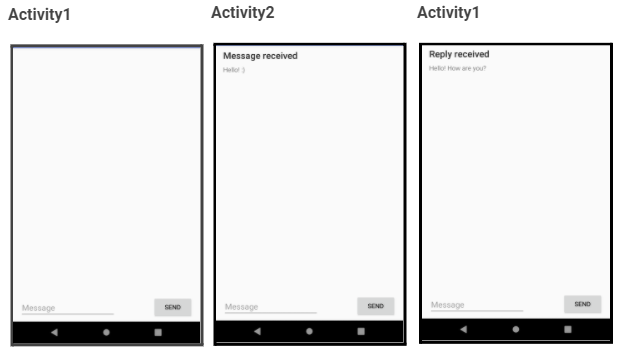 Activity1
Activity2
Activity1
Message received
Hello! :)
Reply received
Hello! How are you?
Message
SEND
Message
SEND
Message
SEND